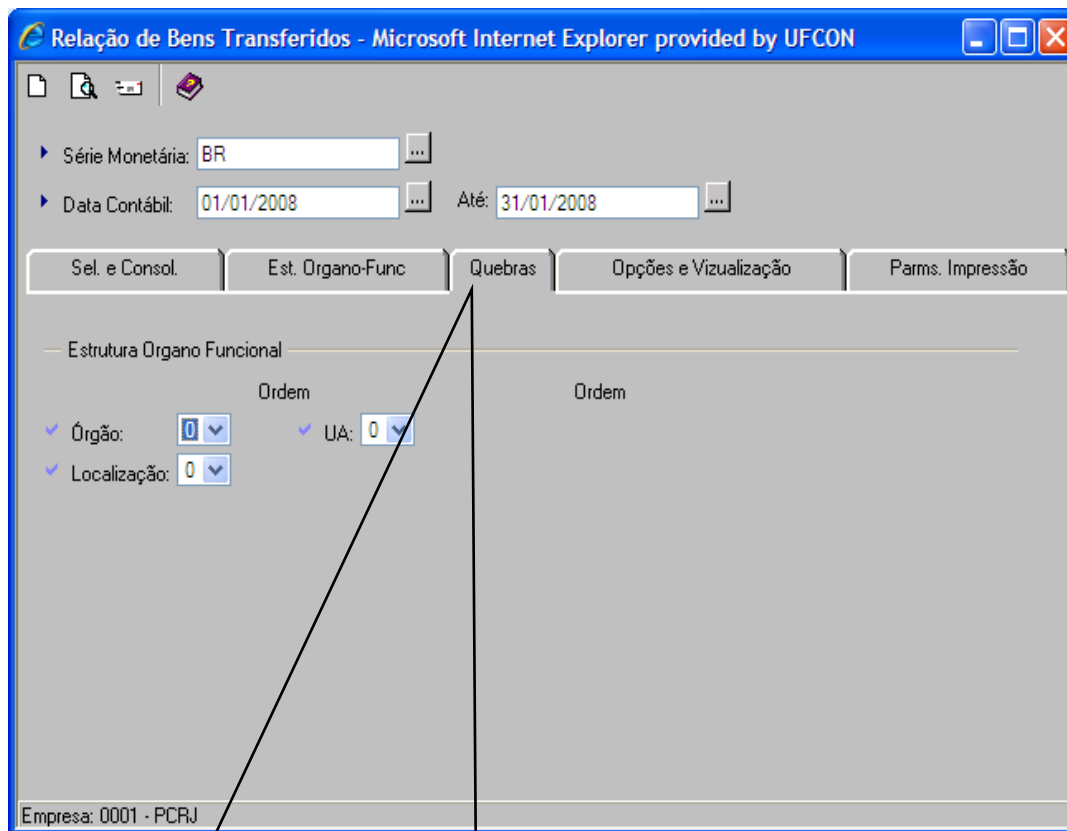 Relação de Bens Transferidos - Microsoft Internet Explorer provided by UFCON
Série Monetária: BR ...
Data Contábil: 01/01/2008 ... Até: 31/01/2008 ...
Sel. e Consol. Est. Organo-Func Quebras Opções e Vizualização Parms. Impressão
Estrutura Organo Funcional
Ordem Ordem
Órgão: 0 UA: 0
Localização: 0
Empresa: 0001 - PCRJ